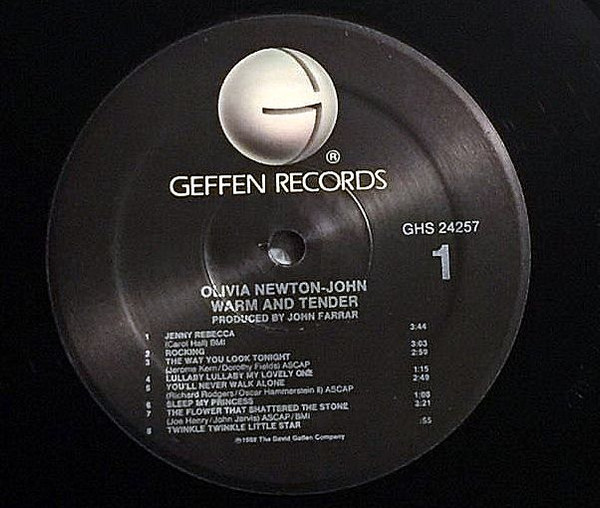 ®
GEFFEN RECORDS
GHS 24257
1
OLIVIA NEWTON-JOHN
WARM AND TENDER
PRODUCED BY JOHN FARRAR
1 JENNY REBECCA 3:44
(Carol Hall) BMI
2 ROCKING 3:03
3 THE WAY YOU LOOK TONIGHT 2:59
(Jerome Kern/Dorothy Fields) ASCAP
4 LULLABY LULLABY MY LOVELY ONE 1:15
5 YOU'LL NEVER WALK ALONE 2:49
(Richard Rodgers/Oscar Hammerstein II) ASCAP
6 SLEEP MY PRINCESS 1:08
7 THE FLOWER THAT SHATTERED THE STONE 3:21
(Joe Henry/John Jarvis) ASCAP/BMI
8 TWINKLE TWINKLE LITTLE STAR :55
The David Geffen Company